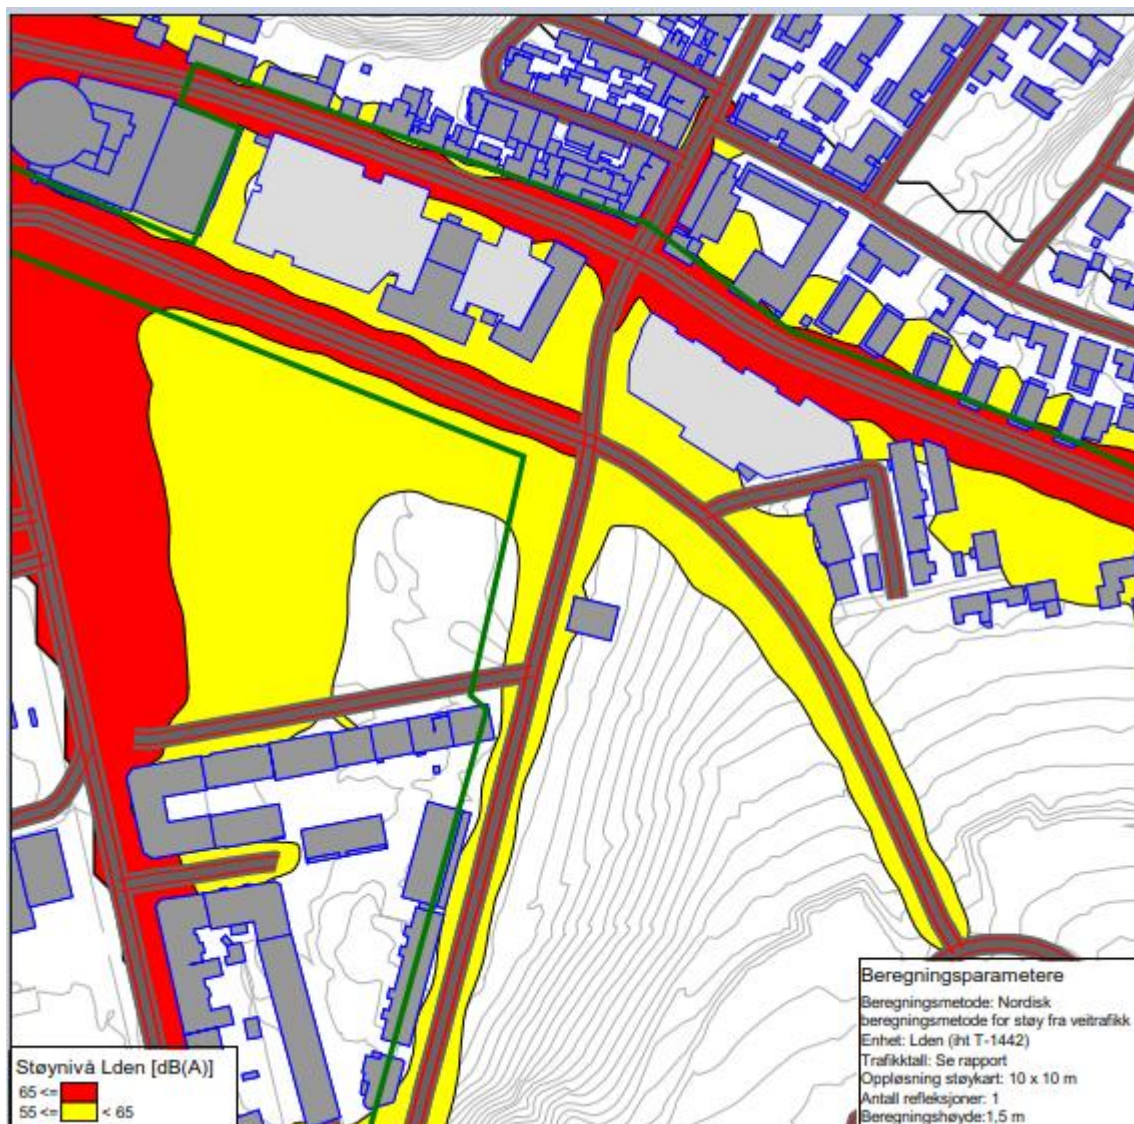 Beregningsparametere
Beregningsmetode: Nordisk
beregningsmetode for støy fra veitrafikk
Enhet: Lden (iht T-1442)
Trafikktall: Se rapport
Oppløsning støykart: 10 x 10 m
Antall refleksjoner: 1
Beregningshøyde:1,5 m
Støynivå Lden [dB(A)]
65 <=
55 <= < 65